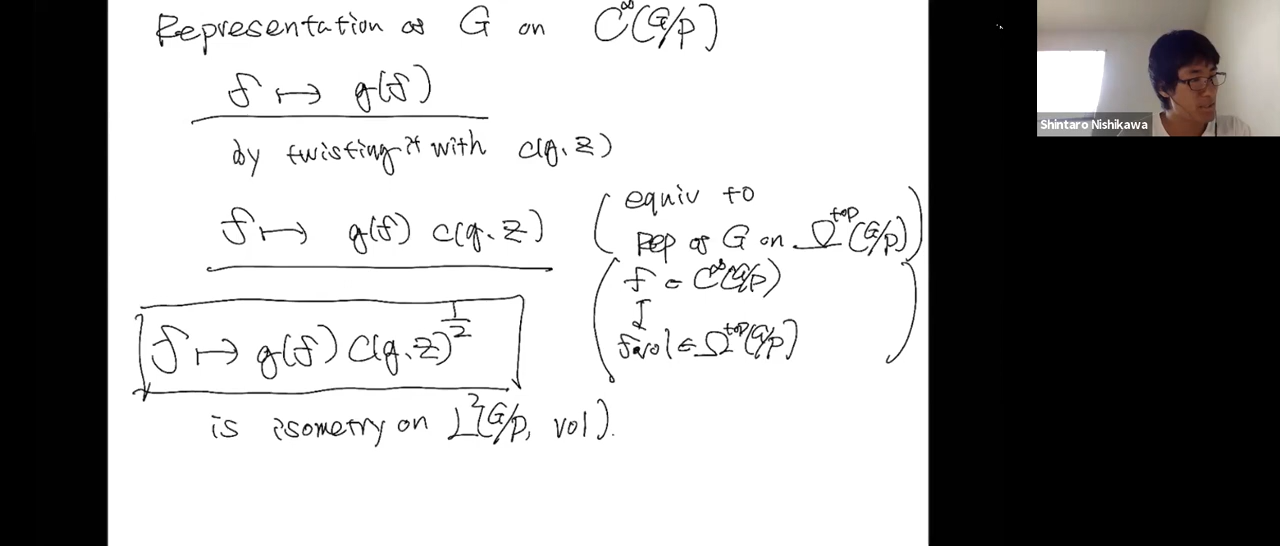 Representation of G on C^∞(G/P)
f ↦ g(f)
by twisting it with c(g.z)
f ↦ g(f) c(g.z)
(equiv to
Rep of G on Ω^top(G/P))
(f ∈ C^∞(G/P)
↧
f·vol ∈ Ω^top(G/P))
f ↦ g(f) c(g.z)^{1/2}
is isometry on L²(G/P, vol).
Shintaro Nishikawa